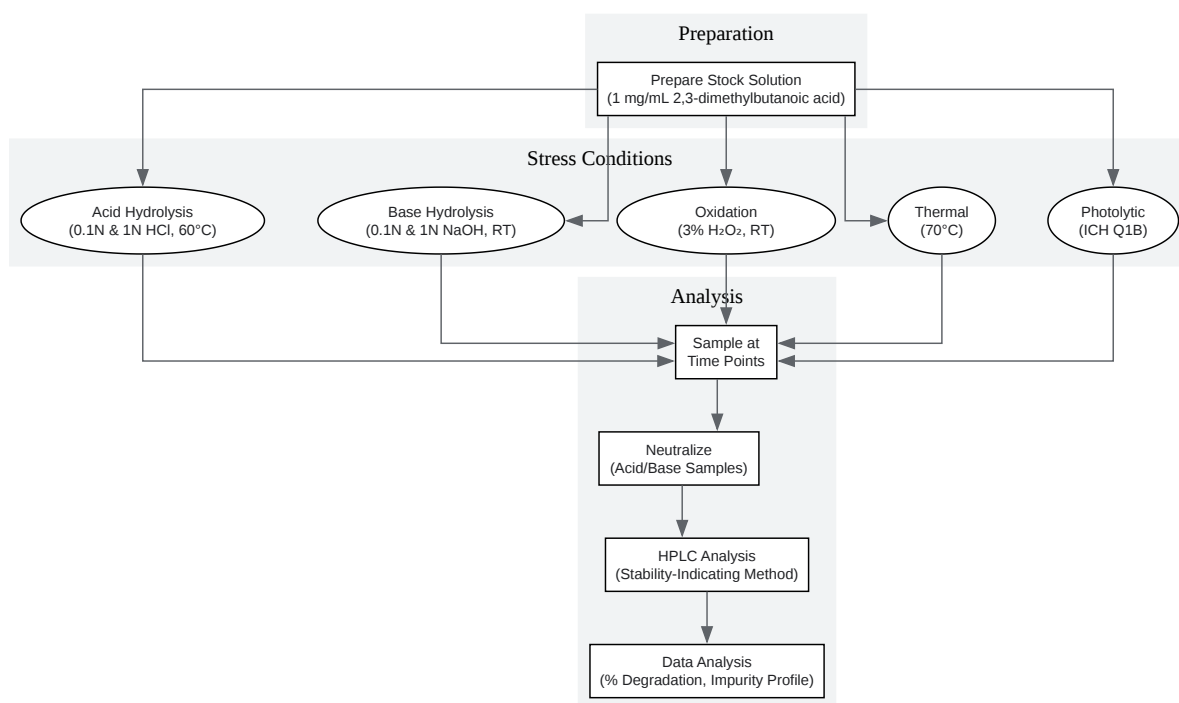 Preparation
Prepare Stock Solution
(1 mg/mL 2,3-dimethylbutanoic acid)
Stress Conditions
Acid Hydrolysis
(0.1N & 1N HCl, 60°C)
Base Hydrolysis
(0.1N & 1N NaOH, RT)
Oxidation
(3% H₂O₂, RT)
Thermal
(70°C)
Photolytic
(ICH Q1B)
Analysis
Sample at
Time Points
Neutralize
(Acid/Base Samples)
HPLC Analysis
(Stability-Indicating Method)
Data Analysis
(% Degradation, Impurity Profile)